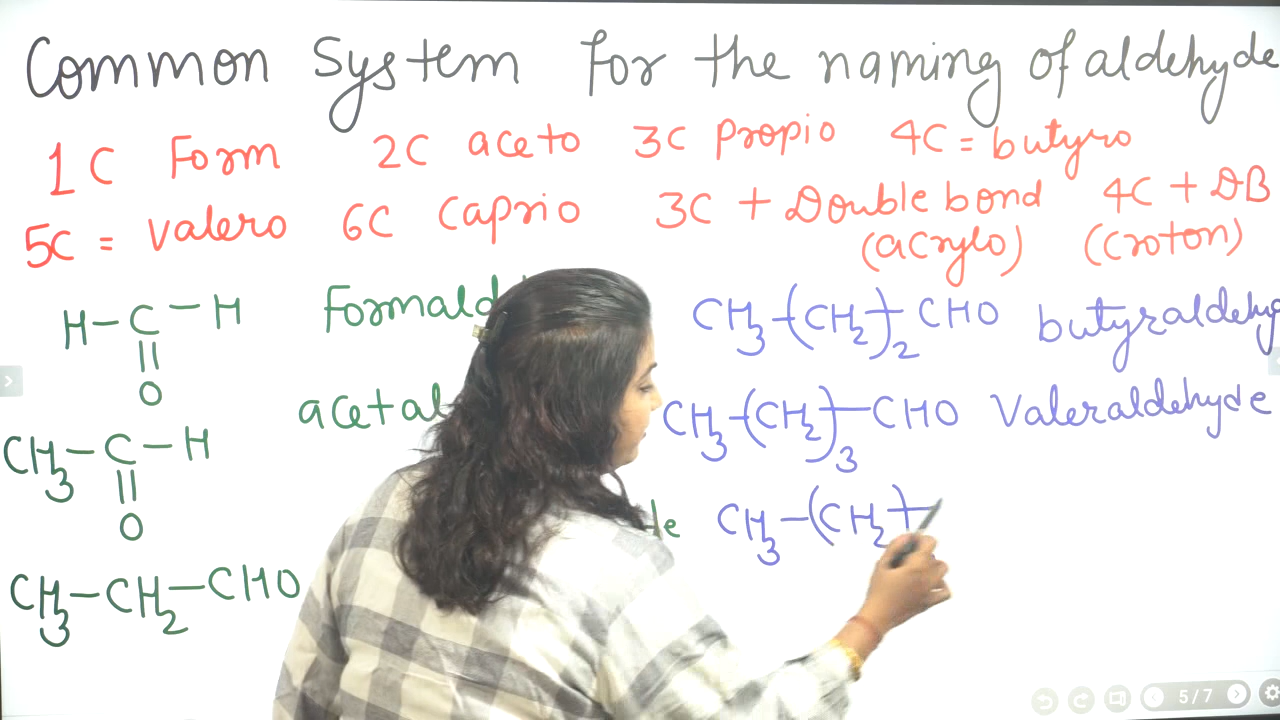 Common System for the naming of aldehyde
1C Form 2C aceto 3C Propio 4C = butyro
5C = Valero 6C Caprio 3C + Double bond 4C + DB
(acrylo) (Croton)
H–C–H
||
O
CH3–C–H
||
O
CH3–CH2–CHO
CH3–(CH2)2–CHO butyraldehy
CH3–(CH2)3–CHO Valeraldehyde
CH3–(CH2)–
5/7